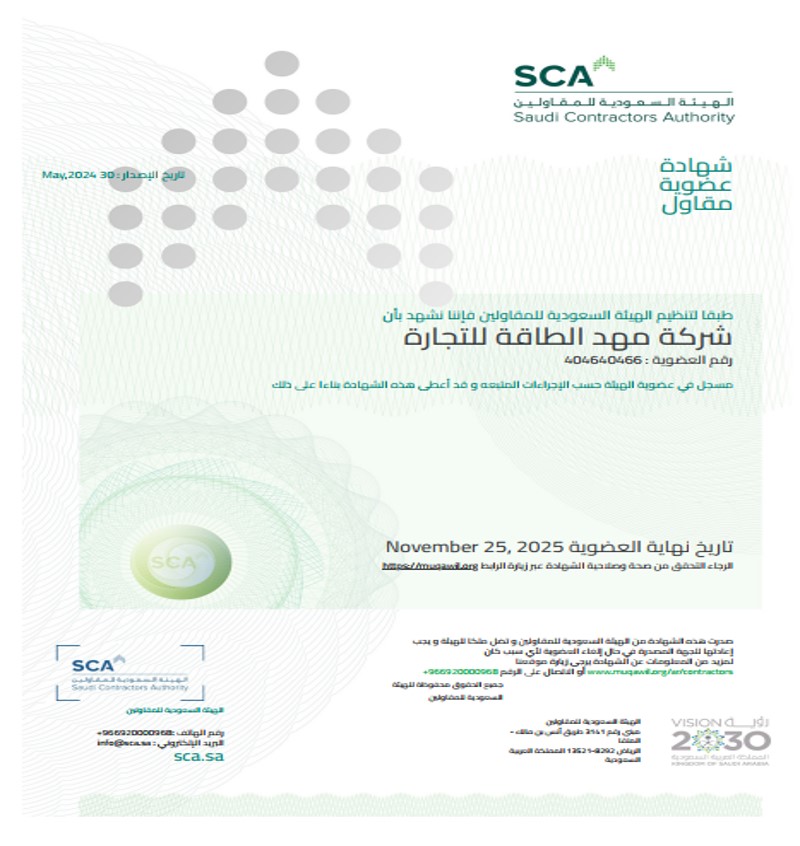 SCA
الهيئة السعودية للمقاولين
Saudi Contractors Authority
شهادة
عضوية
مقاول
تاريخ الإصدار: 30 May,2024
طبقا لتنظيم الهيئة السعودية للمقاولين فإننا نشهد بأن
شركة مهد الطاقة للتجارة
رقم العضوية : 404640466
مسجل في عضوية الهيئة حسب الإجراءات المتبعه و قد أعطى هذه الشهادة بناءا على ذلك
SCA
تاريخ نهاية العضوية November 25, 2025
الرجاء التحقق من صحة وصلاحية الشهادة عبر زيارة الرابط https://muqawil.org
صدرت هذه الشهادة من الهيئة السعودية للمقاولين و تضل ملكا للهيئة و يجب
إعادتها للجهة المصدرة في حال إلغاء العضوية لأي سبب كان
لمزيد من المعلومات عن الشهادة يرجى زيارة موقعنا
www.muqawil.org/ar/contractors أو الاتصال على الرقم 966920000968+
جميع الحقوق محفوظة للهيئة
السعودية للمقاولين
SCA
الهيئة السعودية للمقاولين
Saudi Contractors Authority
الهيئة السعودية للمقاولين
رقم الهاتف :966920000968+
البريد الإلكتروني : info@sca.sa
sca.sa
الهيئة السعودية للمقاولين
مبنى رقم 3141 طريق أنس بن مالك -
الملقا
الرياض 8292-13521 المملكة العربية
السعودية
VISION رؤيــة
2030
المملكة العربية السعودية
KINGDOM OF SAUDI ARABIA